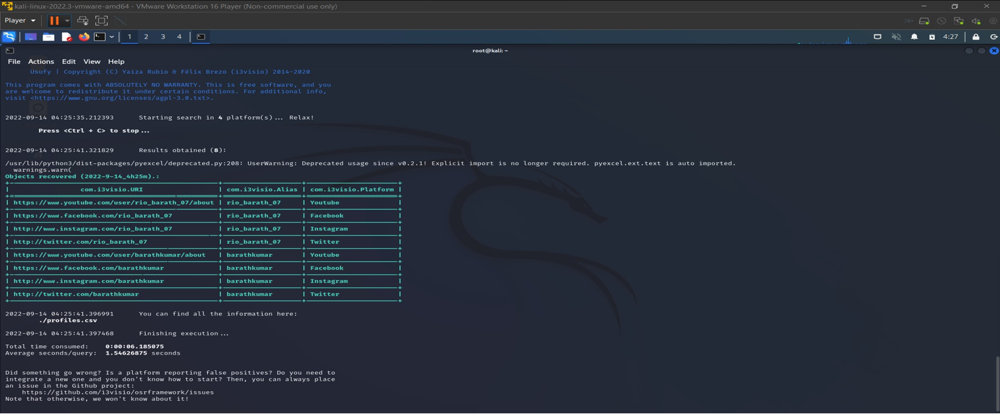 kali-linux-2022.3-vmware-amd64 - VMware Workstation 16 Player (Non-commercial use only)
Player
1 2 3 4 4:27
root@kali: ~
File Actions Edit View Help
Usufy | Copyright (C) Yaiza Rubio & Félix Brezo (i3visio) 2014-2020
This program comes with ABSOLUTELY NO WARRANTY. This is free software, and you
are welcome to redistribute it under certain conditions. For additional info,
visit <https://www.gnu.org/licenses/agpl-3.0.txt>.
2022-09-14 04:25:35.212393 Starting search in 4 platform(s)... Relax!
Press <Ctrl + C> to stop...
2022-09-14 04:25:41.321829 Results obtained (8):
/usr/lib/python3/dist-packages/pyexcel/deprecated.py:208: UserWarning: Deprecated usage since v0.2.1! Explicit import is no longer required. pyexcel.ext.text is auto imported.
warnings.warn(
Objects recovered (2022-9-14_4h25m).:
| com.i3visio.URI | com.i3visio.Alias | com.i3visio.Platform |
| https://www.youtube.com/user/rio_barath_07/about | rio_barath_07 | Youtube |
| https://www.facebook.com/rio_barath_07 | rio_barath_07 | Facebook |
| http://www.instagram.com/rio_barath_07 | rio_barath_07 | Instagram |
| http://twitter.com/rio_barath_07 | rio_barath_07 | Twitter |
| https://www.youtube.com/user/barathkumar/about | barathkumar | Youtube |
| https://www.facebook.com/barathkumar | barathkumar | Facebook |
| http://www.instagram.com/barathkumar | barathkumar | Instagram |
| http://twitter.com/barathkumar | barathkumar | Twitter |
2022-09-14 04:25:41.396991 You can find all the information here:
./profiles.csv
2022-09-14 04:25:41.397468 Finishing execution...
Total time consumed: 0:00:06.185075
Average seconds/query: 1.54626875 seconds
Did something go wrong? Is a platform reporting false positives? Do you need to
integrate a new one and you don't know how to start? Then, you can always place
an issue in the Github project:
https://github.com/i3visio/osrframework/issues
Note that otherwise, we won't know about it!